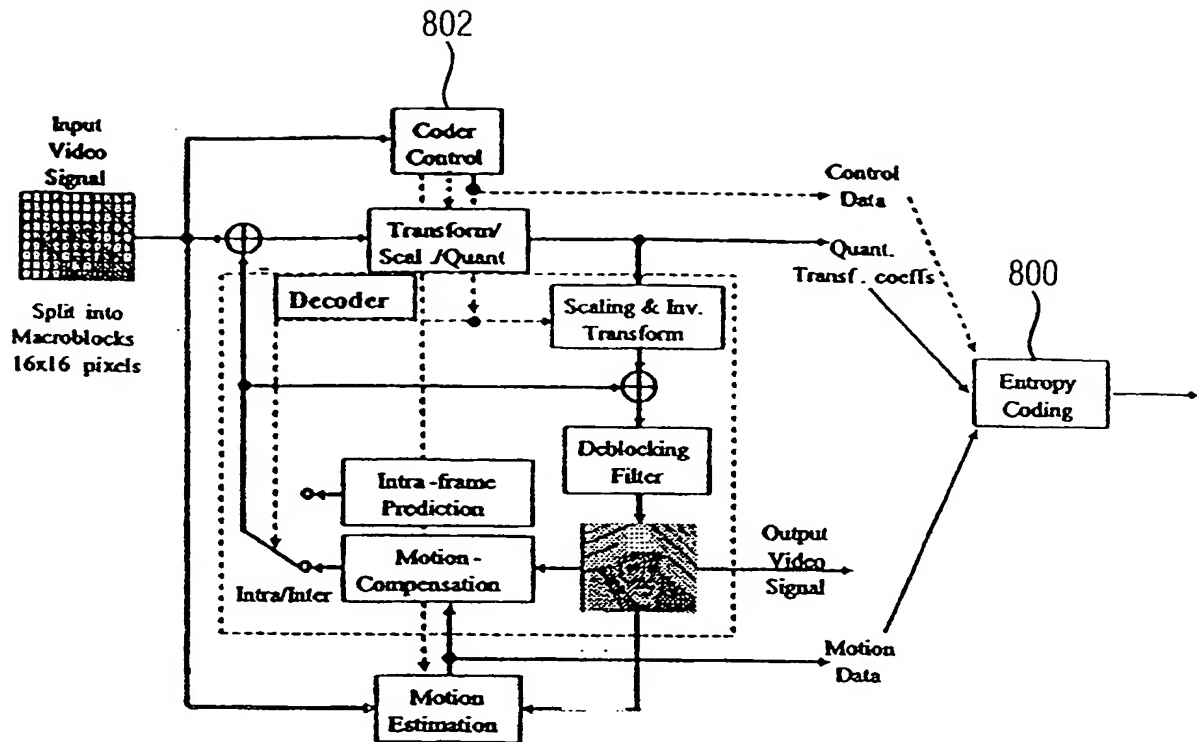 802
Input
Video
Signal
Coder
Control
Control
Data
Transform/
Scal./Quant
Quant.
Transf. coeffs
800
Decoder
Scaling & Inv.
Transform
Split into
Macroblocks
16x16 pixels
Entropy
Coding
Deblocking
Filter
Intra-frame
Prediction
Output
Video
Signal
Motion-
Compensation
Intra/Inter
Motion
Data
Motion
Estimation